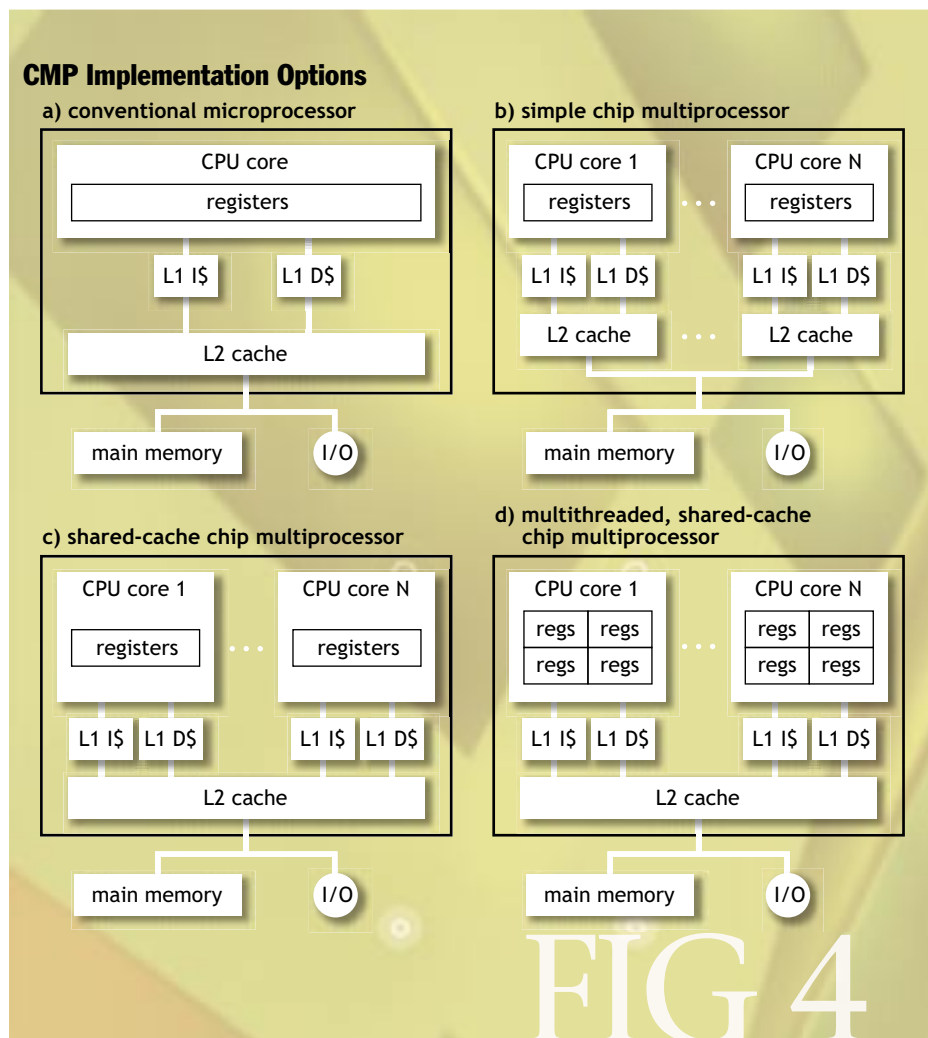 CMP Implementation Options
a) conventional microprocessor
CPU core
registers
L1 I$ L1 D$
L2 cache
main memory I/O
b) simple chip multiprocessor
CPU core 1 CPU core N
registers ... registers
L1 I$ L1 D$ L1 I$ L1 D$
L2 cache ... L2 cache
main memory I/O
c) shared-cache chip multiprocessor
CPU core 1 CPU core N
registers ... registers
L1 I$ L1 D$ L1 I$ L1 D$
L2 cache
main memory I/O
d) multithreaded, shared-cache
chip multiprocessor
CPU core 1 CPU core N
regs regs ... regs regs
regs regs regs regs
L1 I$ L1 D$ L1 I$ L1 D$
L2 cache
main memory I/O
FIG 4